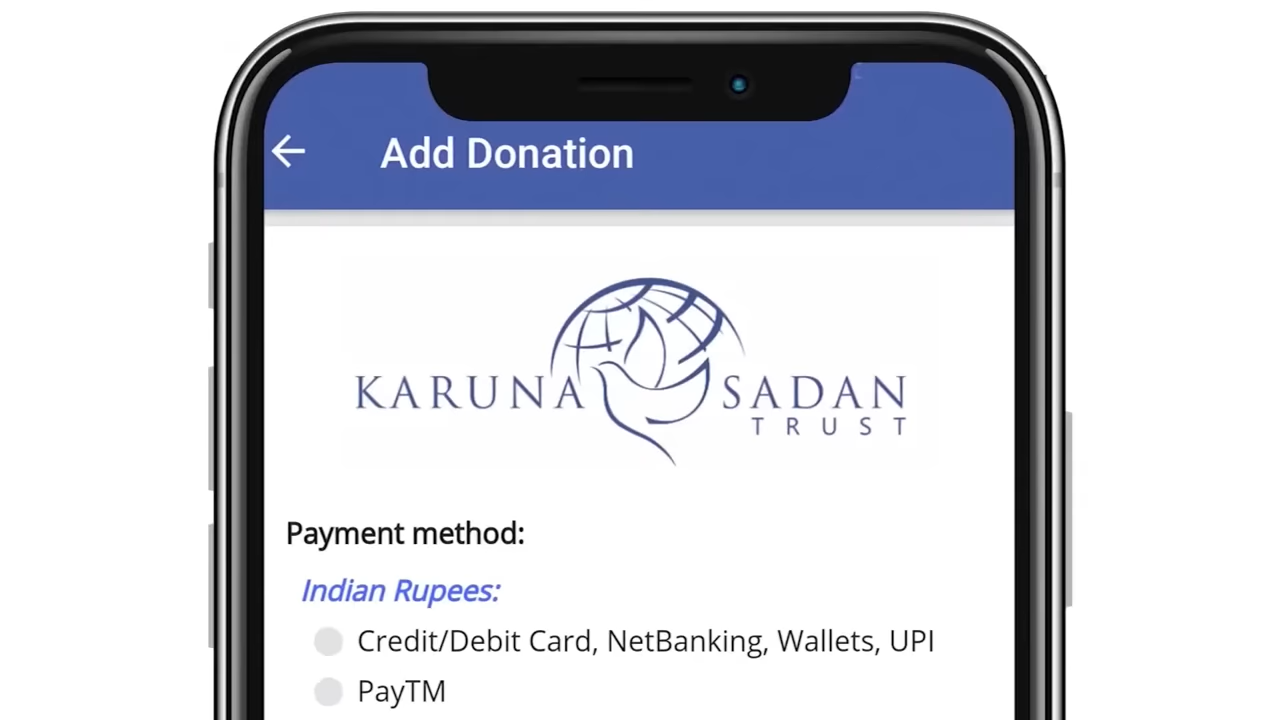 Add Donation
KARUNA SADAN
TRUST
Payment method:
Indian Rupees:
Credit/Debit Card, NetBanking, Wallets, UPI
PayTM